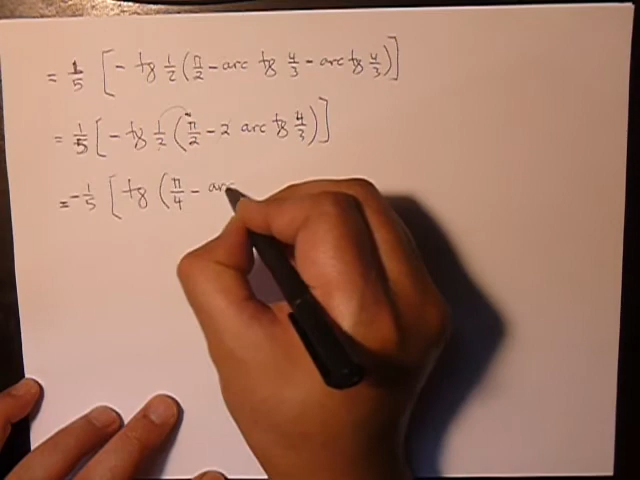 = 1/5 [ - tg 1/2 ( π/2 - arc tg 4/3 - arc tg 4/3 ) ]
= 1/5 [ - tg 1/2 ( π/2 - 2 arc tg 4/3 ) ]
= - 1/5 [ tg ( π/4 - arc